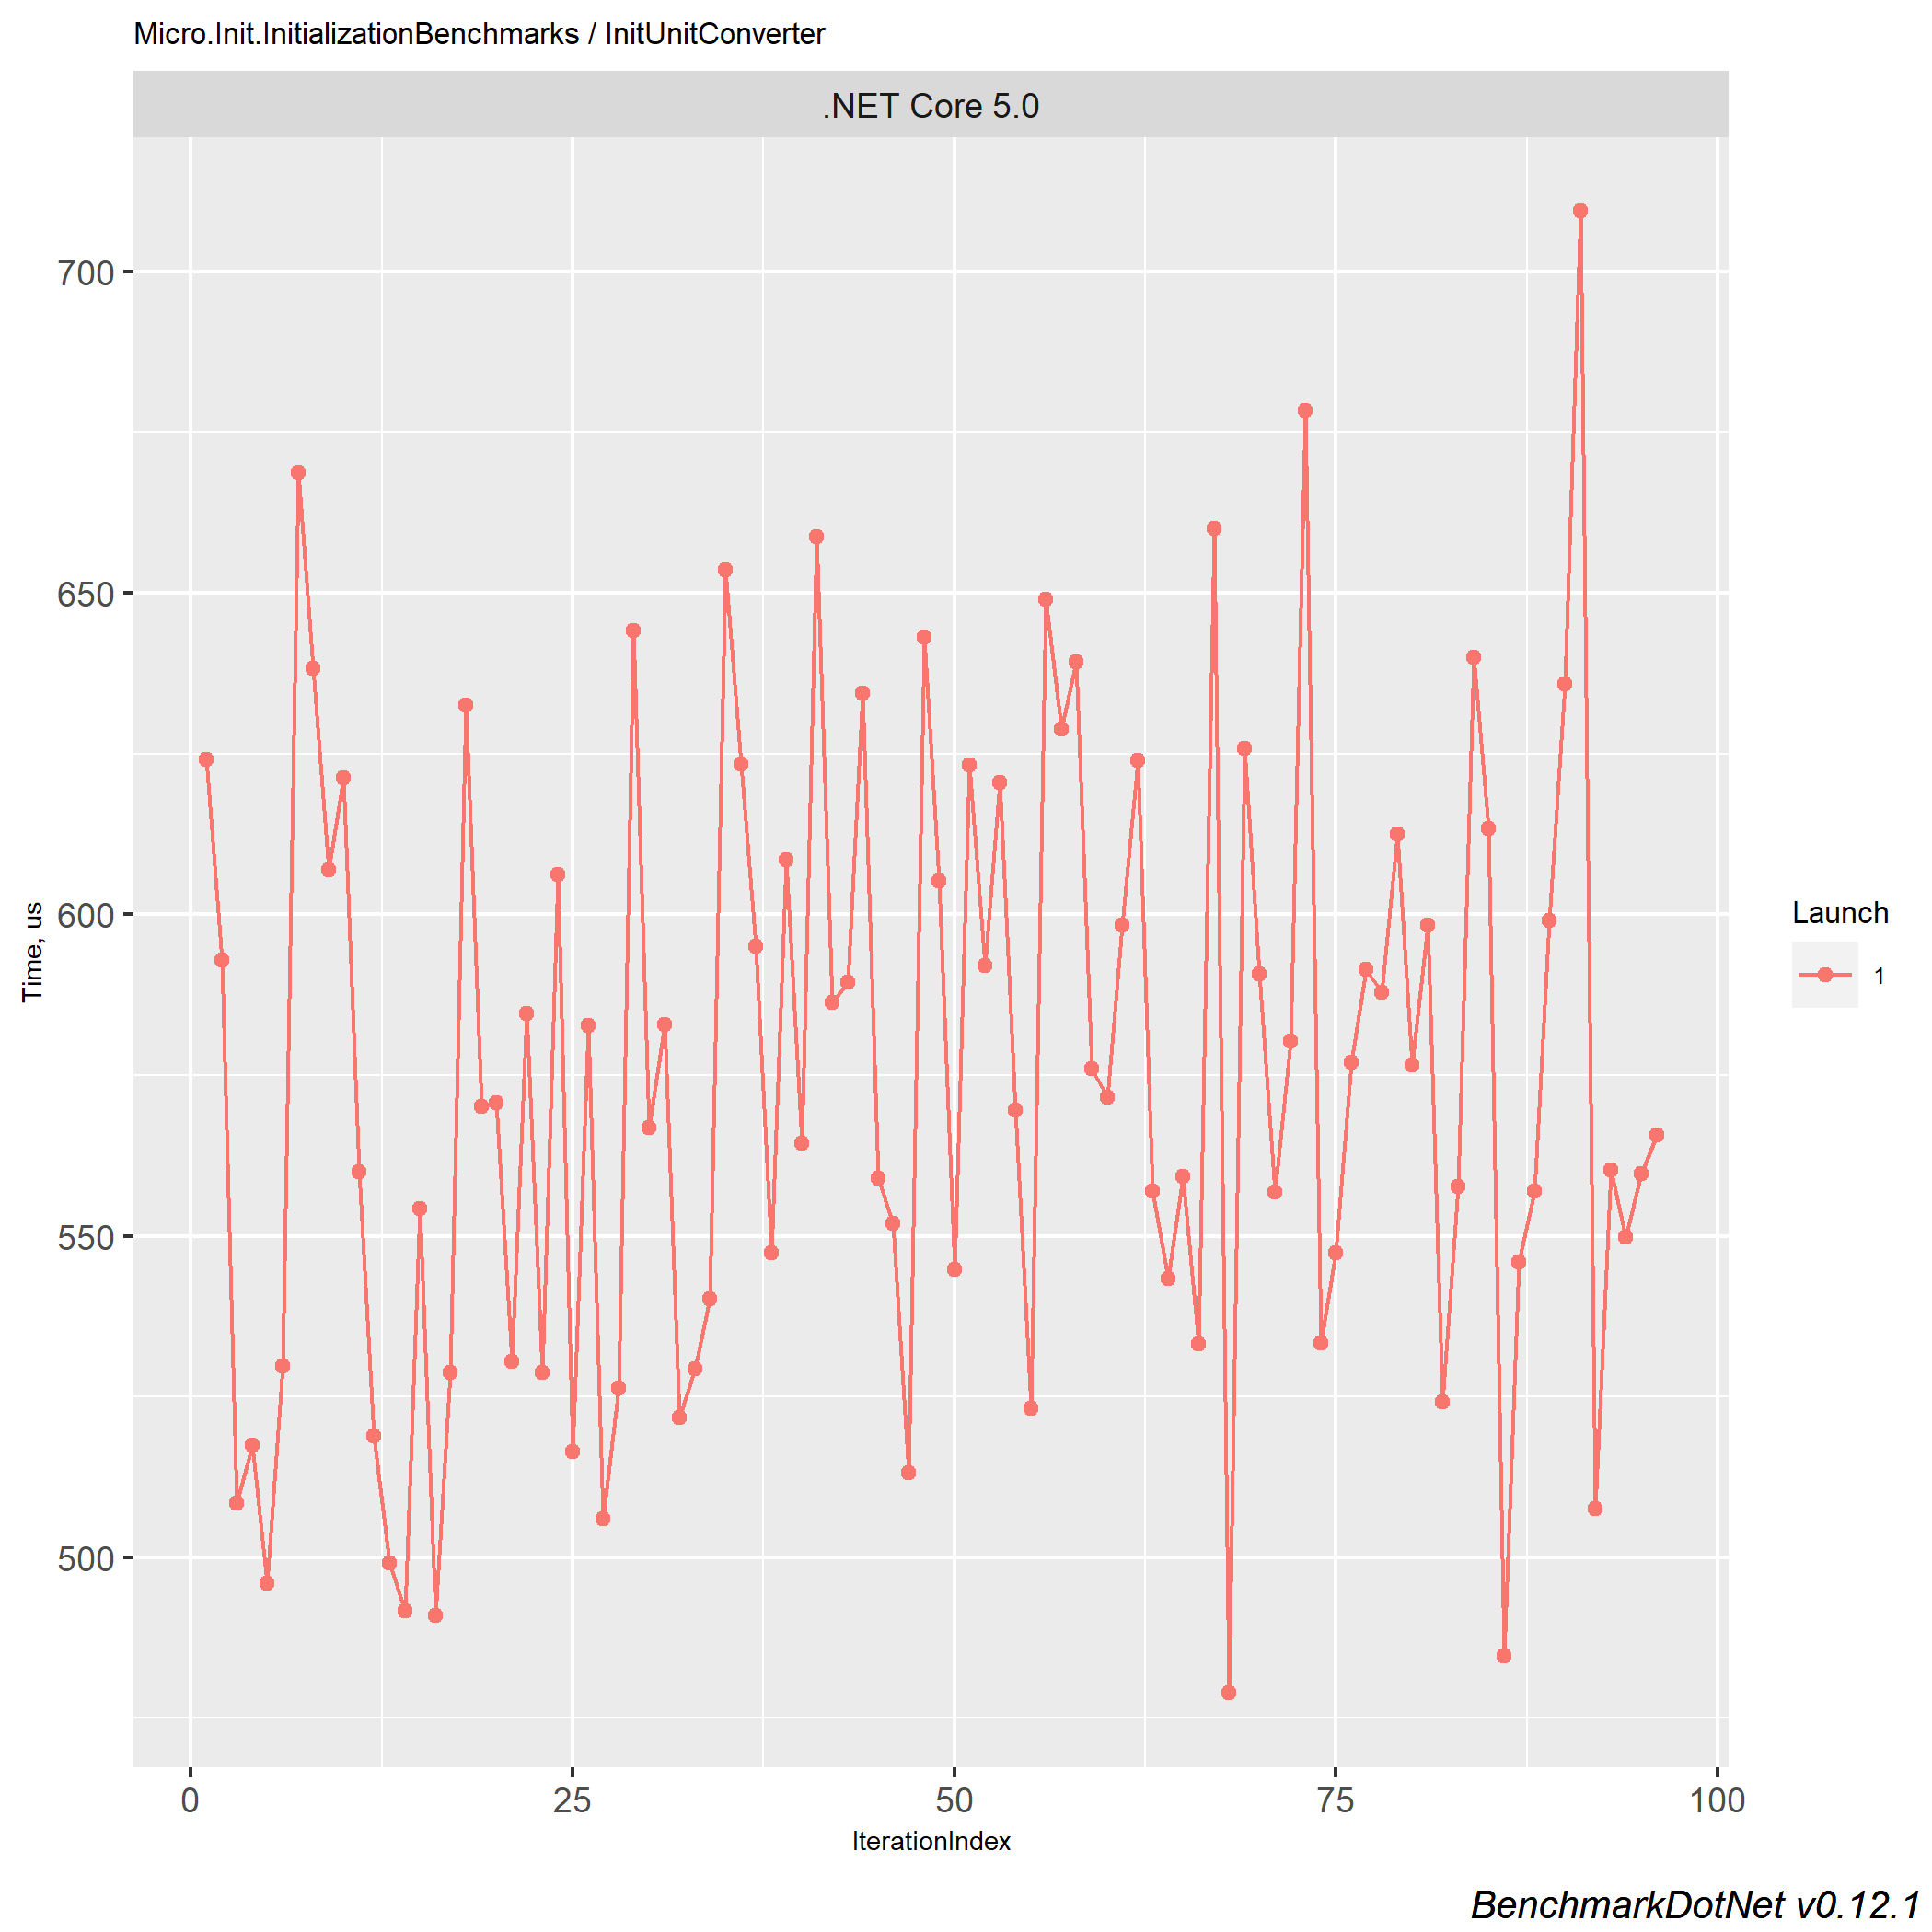 Micro.Init.InitializationBenchmarks / InitUnitConverter
.NET Core 5.0
700
650
600
550
500
Time, us
0 25 50 75 100
IterationIndex
Launch
1
BenchmarkDotNet v0.12.1